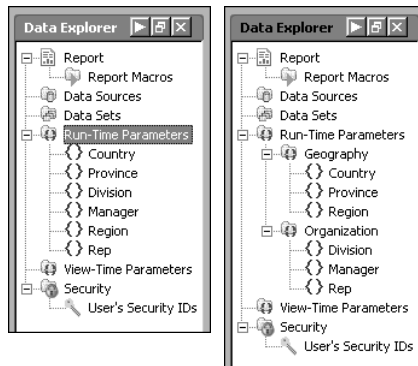 Data Explorer
Report
Report Macros
Data Sources
Data Sets
Run-Time Parameters
Country
Province
Division
Manager
Region
Rep
View-Time Parameters
Security
User's Security IDs
Data Explorer
Report
Report Macros
Data Sources
Data Sets
Run-Time Parameters
Geography
Country
Province
Region
Organization
Division
Manager
Rep
View-Time Parameters
Security
User's Security IDs